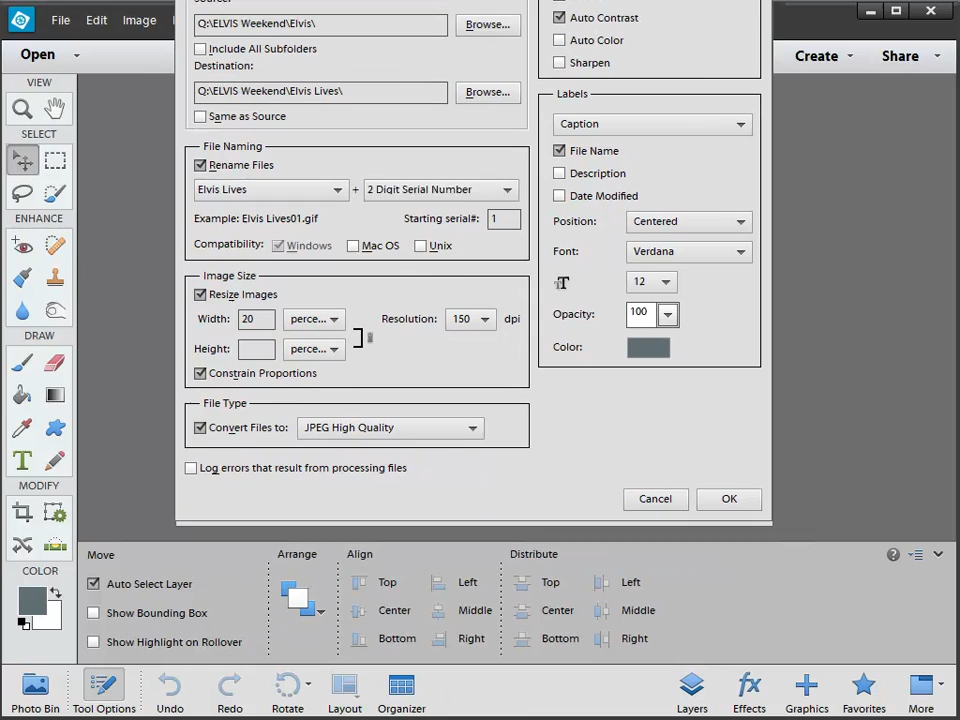 File Edit Image
Source:
Q:\ELVIS Weekend\Elvis\ Browse...
Include All Subfolders
Destination:
Q:\ELVIS Weekend\Elvis Lives\ Browse...
Same as Source
File Naming
Rename Files
Elvis Lives + 2 Digit Serial Number
Example: Elvis Lives01.gif Starting serial#: 1
Compatibility: Windows Mac OS Unix
Image Size
Resize Images
Width: 20 perce... Resolution: 150 dpi
Height: perce...
Constrain Proportions
File Type
Convert Files to: JPEG High Quality
Log errors that result from processing files
Auto Contrast
Auto Color
Sharpen
Labels
Caption
File Name
Description
Date Modified
Position: Centered
Font: Verdana
T 12
Opacity: 100
Color:
Cancel OK
Open
Create Share
VIEW
SELECT
ENHANCE
DRAW
T
MODIFY
COLOR
Move
Auto Select Layer
Show Bounding Box
Show Highlight on Rollover
Arrange
Align
Top Left
Center Middle
Bottom Right
Distribute
Top Left
Center Middle
Bottom Right
?
Photo Bin Tool Options Undo Redo Rotate Layout Organizer
fx
Layers Effects Graphics Favorites More